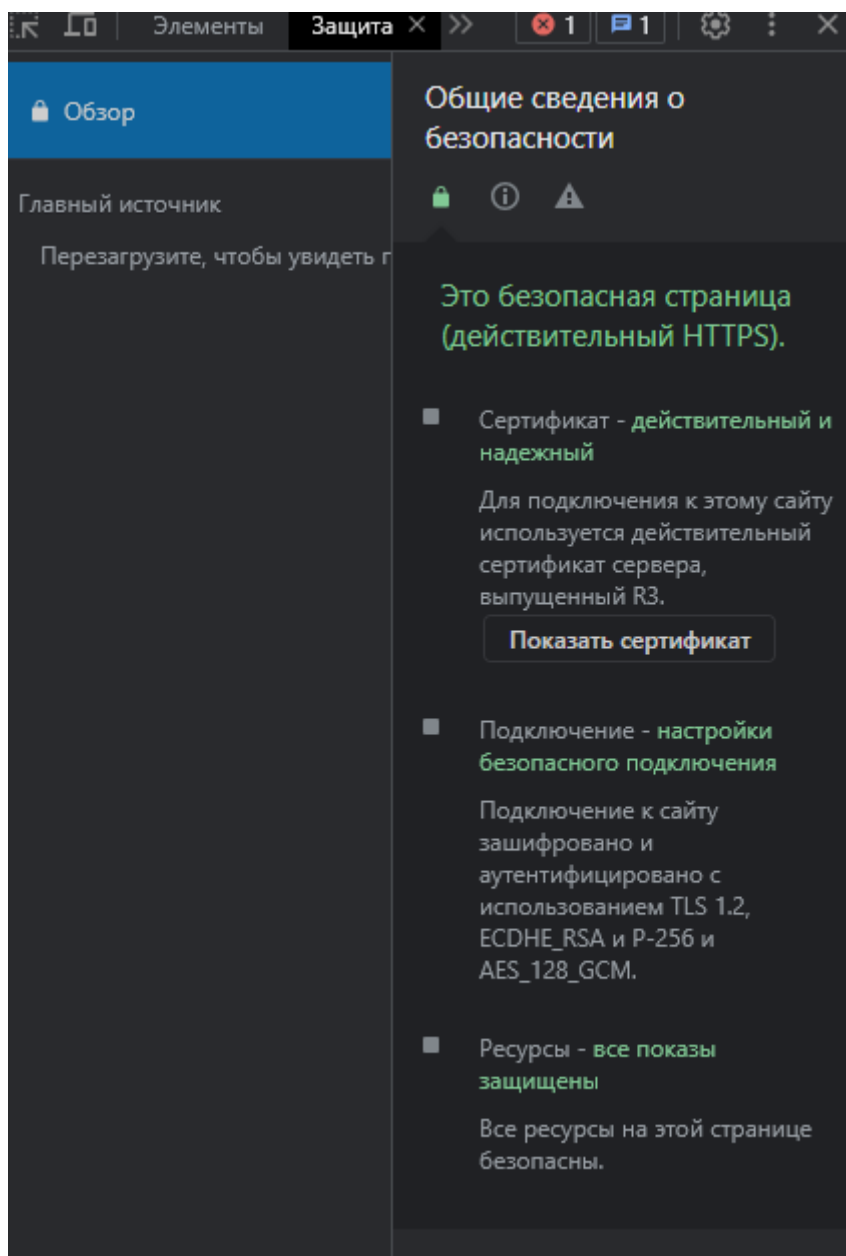 Элементы
Защита
1
1
Обзор
Главный источник
Перезагрузите, чтобы увидеть
Общие сведения о
безопасности
Это безопасная страница
(действительный HTTPS).
Сертификат - действительный и
надежный
Для подключения к этому сайту
используется действительный
сертификат сервера,
выпущенный R3.
Показать сертификат
Подключение - настройки
безопасного подключения
Подключение к сайту
зашифровано и
аутентифицировано с
использованием TLS 1.2,
ECDHE_RSA и P-256 и
AES_128_GCM.
Ресурсы - все показы
защищены
Все ресурсы на этой странице
безопасны.